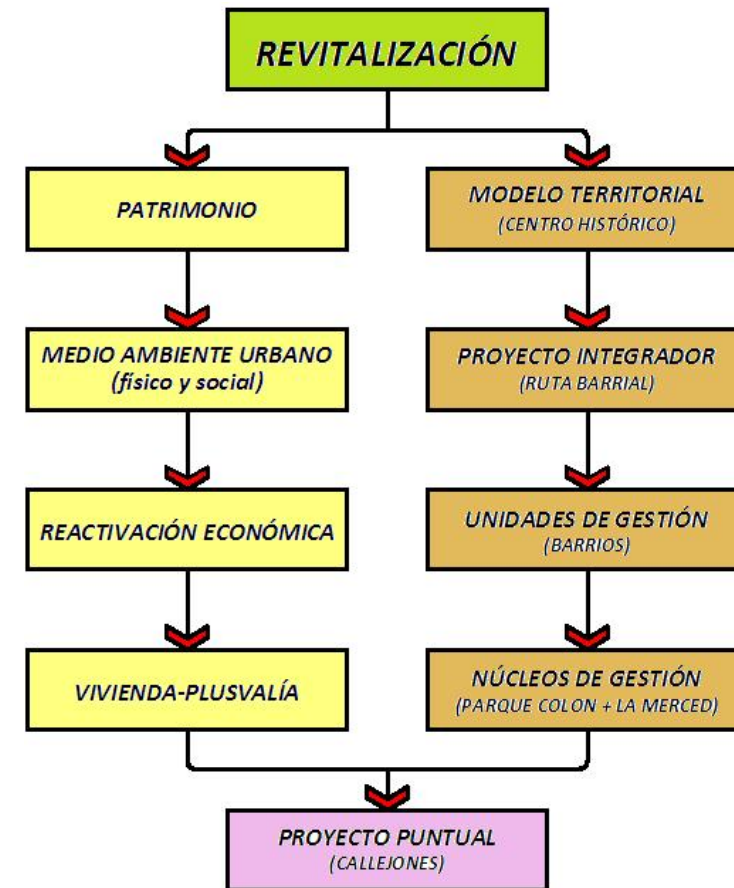 REVITALIZACIÓN
PATRIMONIO
MODELO TERRITORIAL
(CENTRO HISTÓRICO)
MEDIO AMBIENTE URBANO
(físico y social)
PROYECTO INTEGRADOR
(RUTA BARRIAL)
REACTIVACIÓN ECONÓMICA
UNIDADES DE GESTIÓN
(BARRIOS)
VIVIENDA-PLUSVALÍA
NÚCLEOS DE GESTIÓN
(PARQUE COLON + LA MERCED)
PROYECTO PUNTUAL
(CALLEJONES)